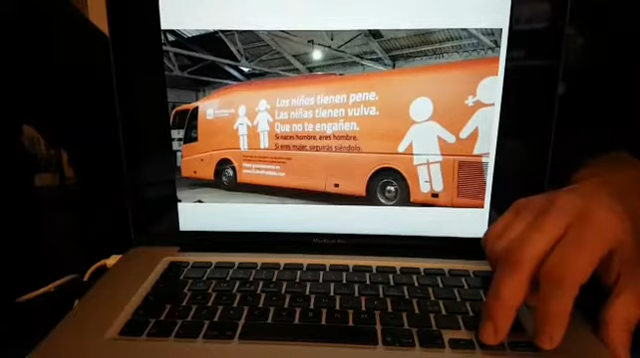 Los niños tienen pene.
Las niñas tienen vulva.
Que no te engañen.
Si naces hombre, eres hombre.
Si eres mujer, seguirás siéndolo.
MacBook Pro